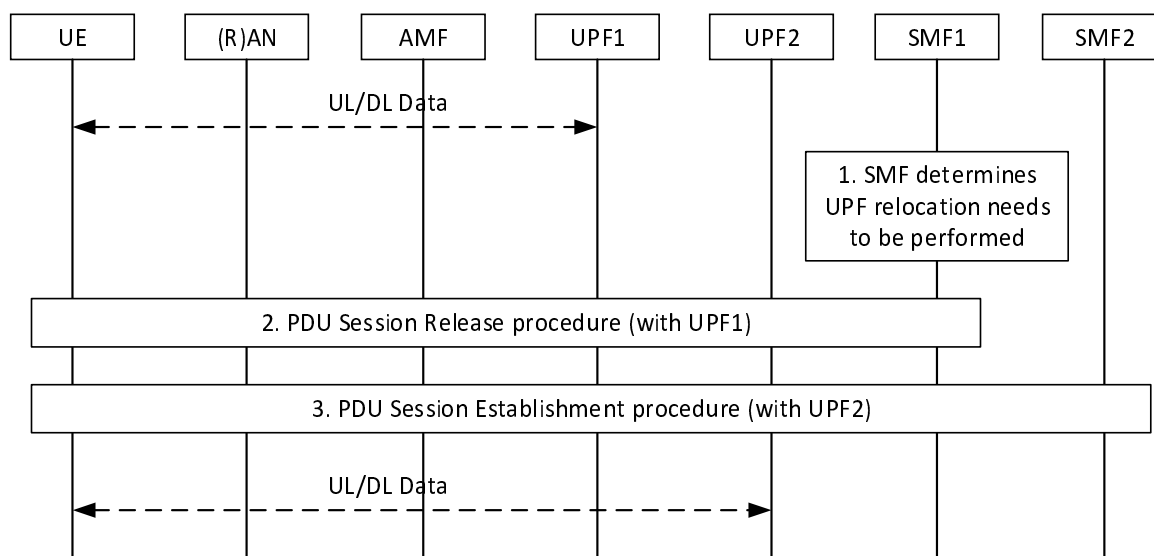 UE
(R)AN
AMF
UPF1
UPF2
SMF1
SMF2
UL/DL Data
1. SMF determines
UPF relocation needs
to be performed
2. PDU Session Release procedure (with UPF1)
3. PDU Session Establishment procedure (with UPF2)
UL/DL Data